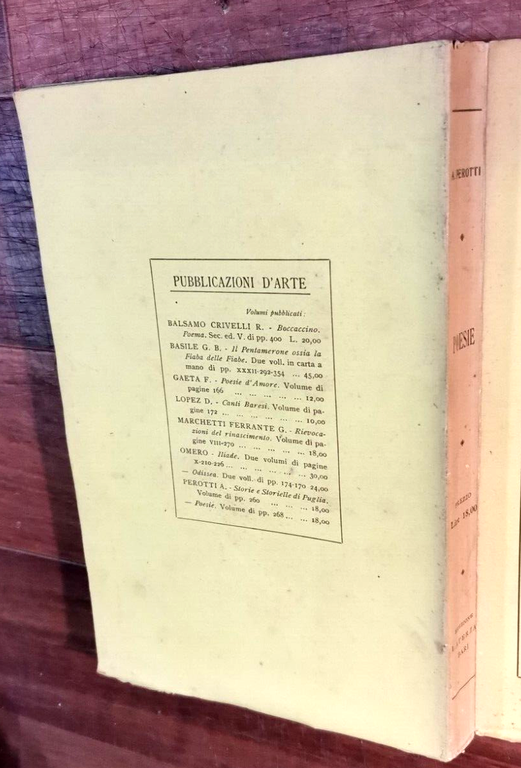 PUBBLICAZIONI D'ARTE
Volumi pubblicati:
BALSAMO CRIVELLI R. - Boccaccino.
Poema. Sec. ed. V. di pp. 400 L. 20,00
BASILE G. B. - Il Pentamerone ossia la
Fiaba delle Fiabe. Due voll. in carta a
mano di pp. XXXII-292-354 ... 45,00
GAETA F. - Poesie d'Amore. Volume di
pagine 166 ... ... ... ... ... 12,00
LOPEZ D. - Canti Baresi. Volume di pa-
gine 172 ... ... ... ... ... 10,00
MARCHETTI FERRANTE G. - Rievoca-
zioni del rinascimento. Volume di pa-
gine VIII-270 ... ... ... ... 18,00
OMERO - Iliade. Due volumi di pagine
X-210-226 ... ... ... ... ... 30,00
— Odissea. Due voll. di pp. 174-170 24,00
PEROTTI A. - Storie e Storielle di Puglia.
Volume di pp. 260 ... ... ... 18,00
— Poesie. Volume di pp. 268 ... ... 18,00
A. PEROTTI
POESIE
PREZZO
Lire 18,00
LATERZA
BARI